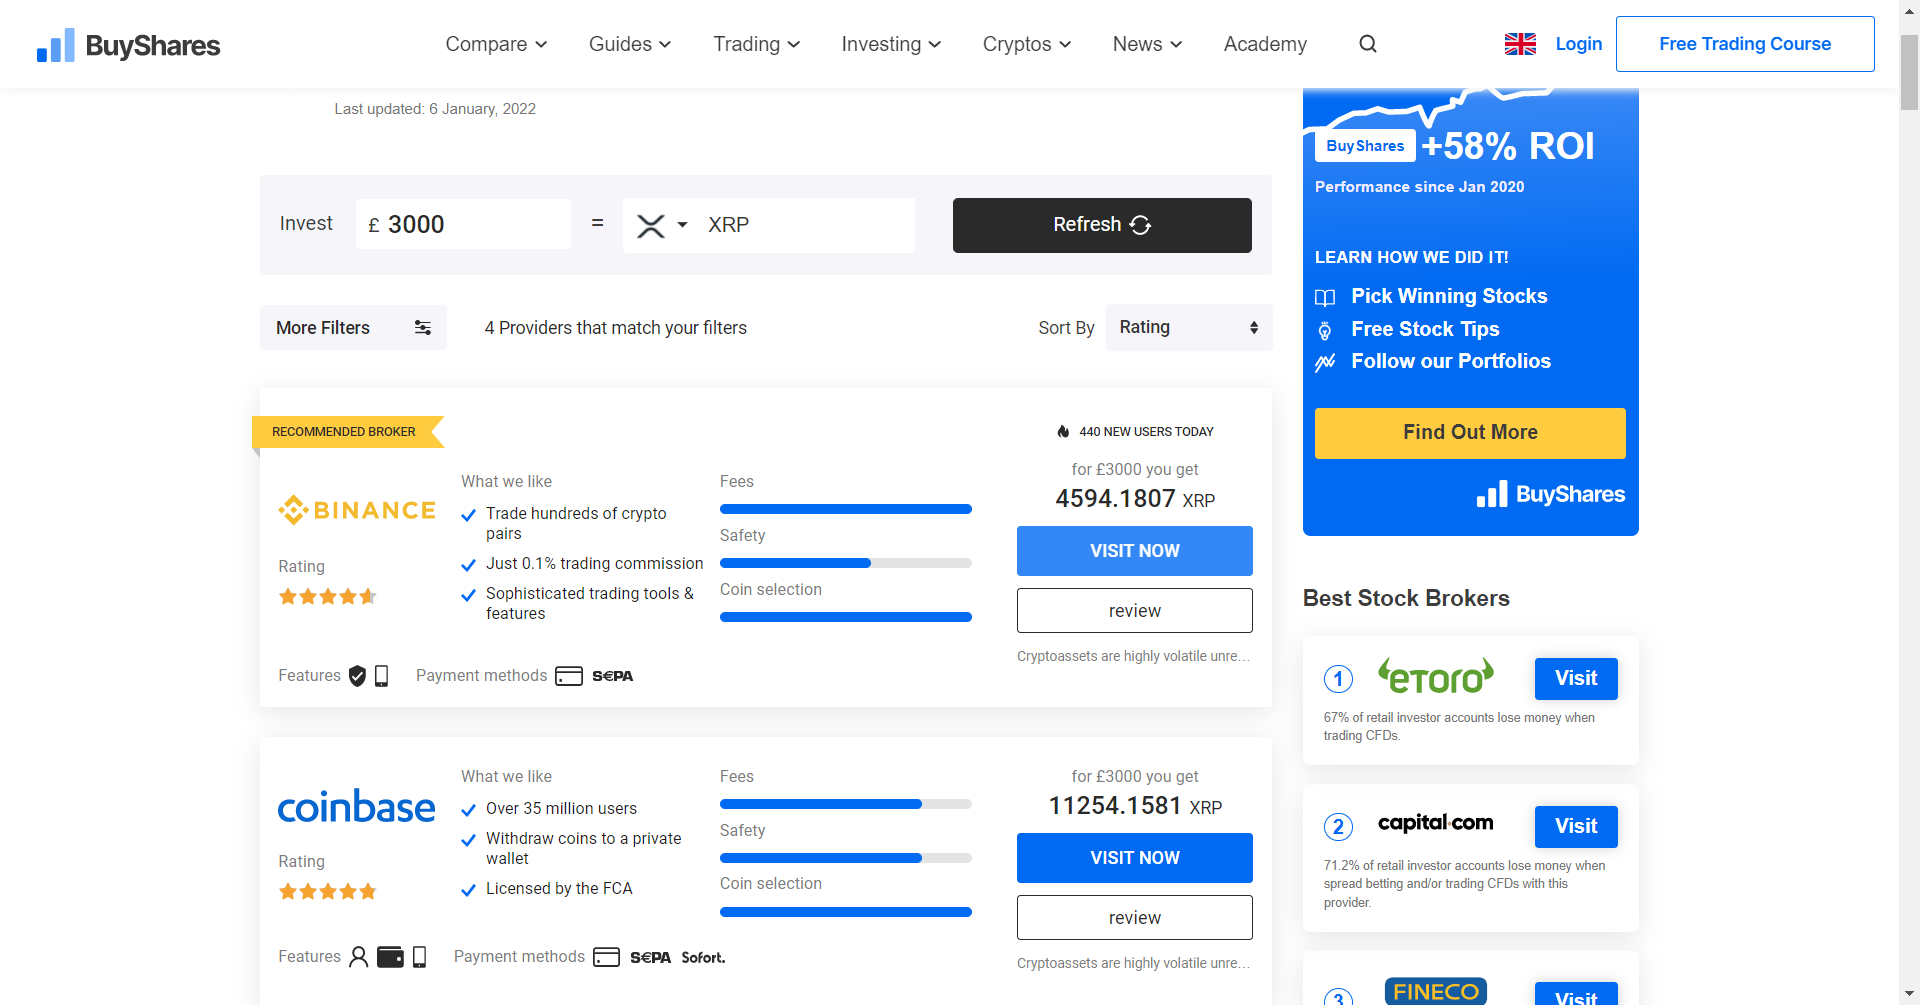 BuyShares
Compare
Guides
Trading
Investing
Cryptos
News
Academy
Login
Free Trading Course
Last updated: 6 January, 2022
Invest
£ 3000
=
XRP
Refresh
More Filters
4 Providers that match your filters
Sort By
Rating
RECOMMENDED BROKER
BINANCE
Rating
What we like
Trade hundreds of crypto
pairs
Just 0.1% trading commission
Sophisticated trading tools &
features
Fees
Safety
Coin selection
440 NEW USERS TODAY
for £3000 you get
4594.1807 XRP
VISIT NOW
review
Cryptoassets are highly volatile unre...
Features
Payment methods
S€PA
coinbase
Rating
What we like
Over 35 million users
Withdraw coins to a private
wallet
Licensed by the FCA
Fees
Safety
Coin selection
for £3000 you get
11254.1581 XRP
VISIT NOW
review
Cryptoassets are highly volatile unre...
Features
Payment methods
S€PA
Sofort.
BuyShares +58% ROI
Performance since Jan 2020
LEARN HOW WE DID IT!
Pick Winning Stocks
Free Stock Tips
Follow our Portfolios
Find Out More
BuyShares
Best Stock Brokers
1
eToro
Visit
67% of retail investor accounts lose money when
trading CFDs.
2
capital.com
Visit
71.2% of retail investor accounts lose money when
spread betting and/or trading CFDs with this
provider.
3
FINECO
Visit